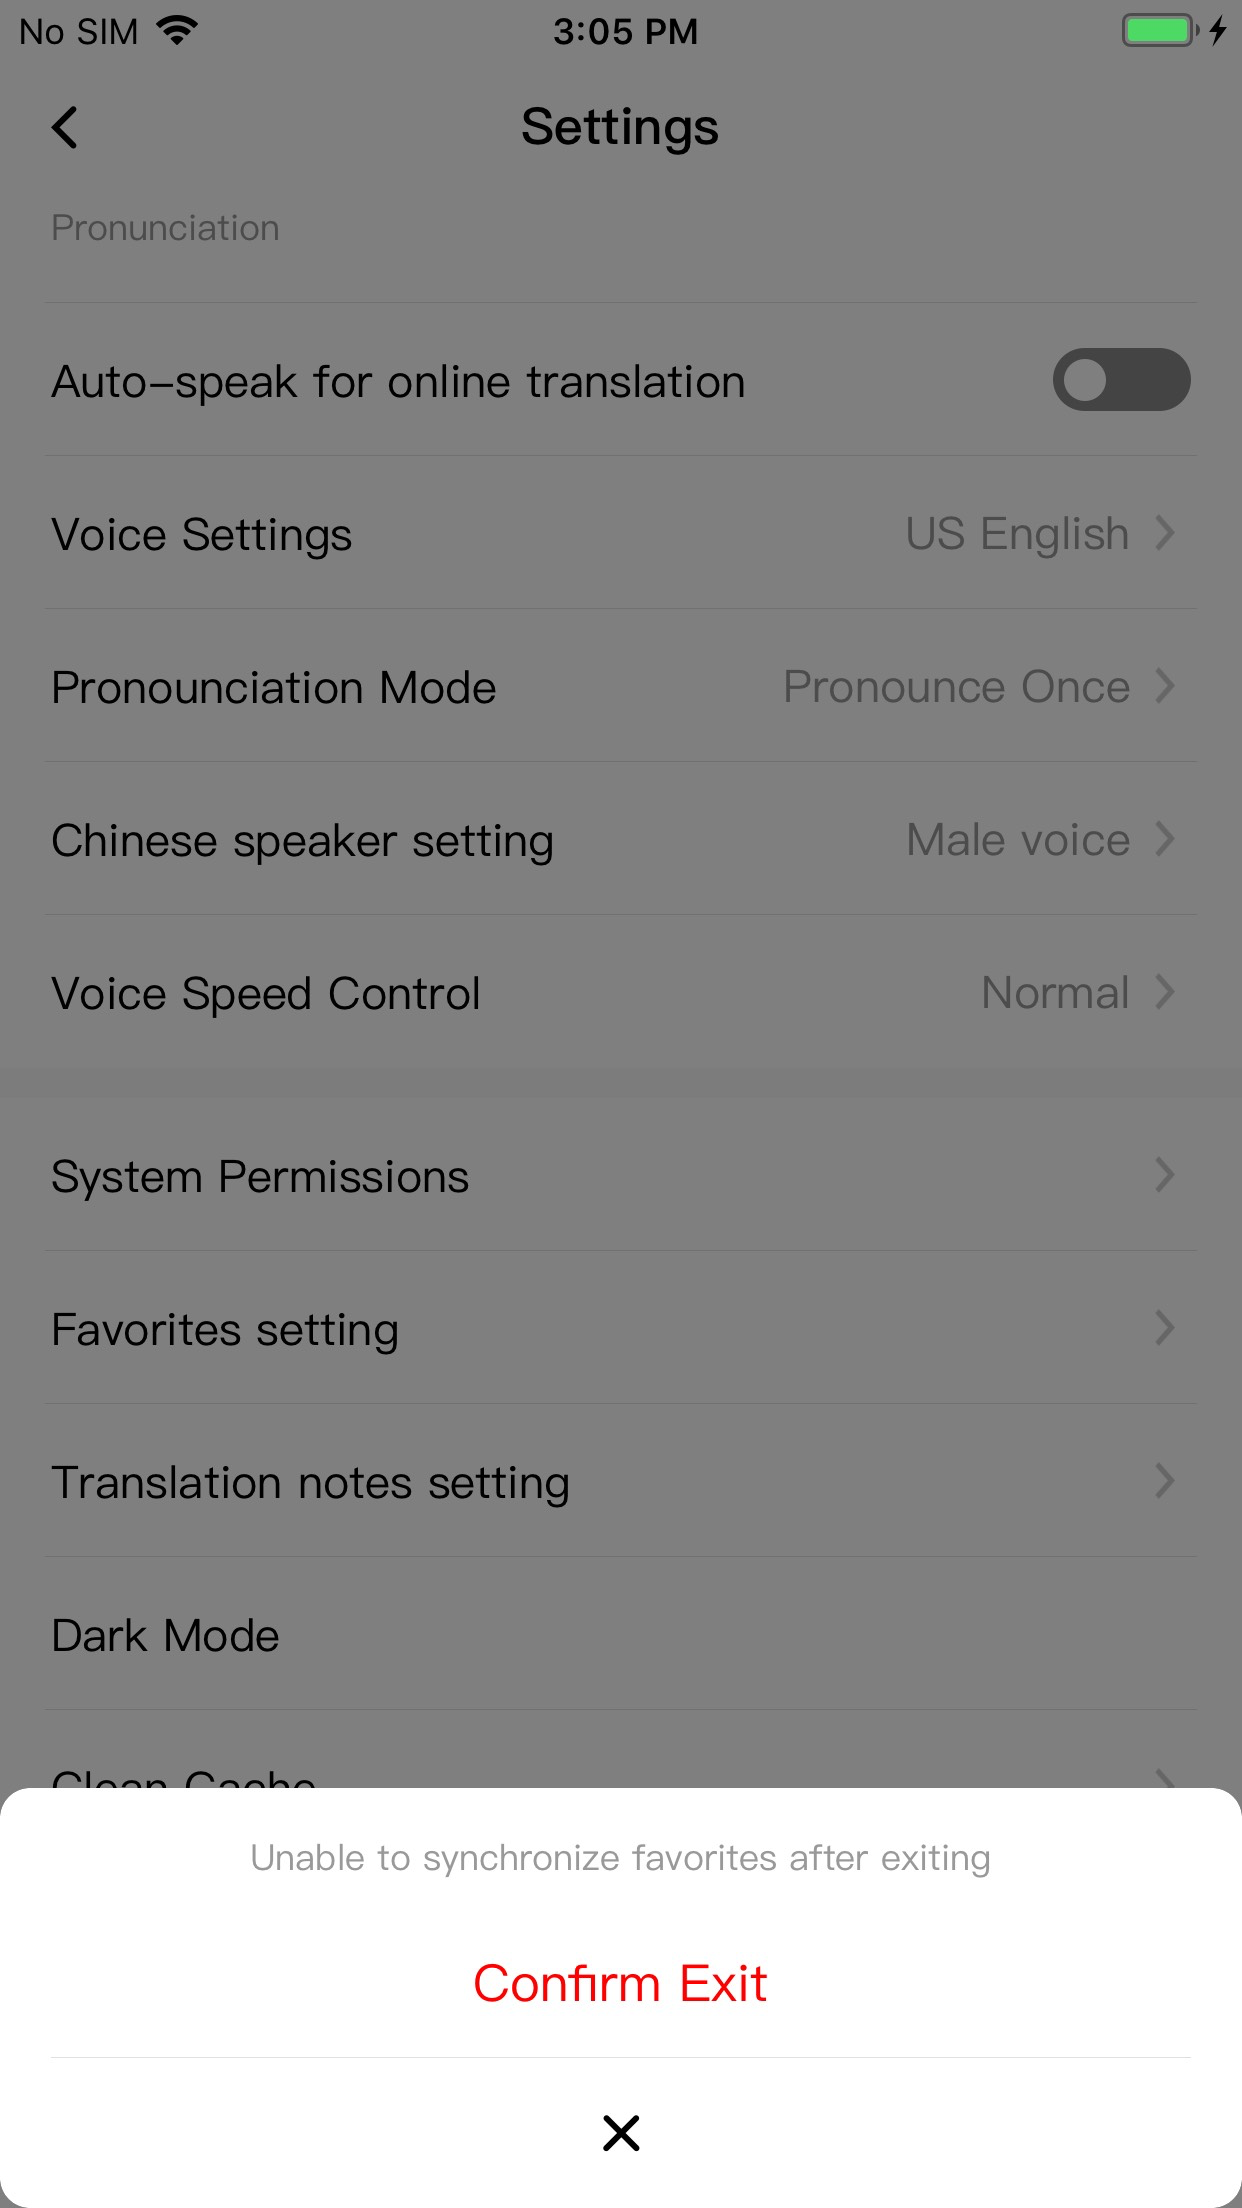 No SIM 3:05 PM
Settings
Pronunciation
Auto-speak for online translation
Voice Settings US English
Pronounciation Mode Pronounce Once
Chinese speaker setting Male voice
Voice Speed Control Normal
System Permissions
Favorites setting
Translation notes setting
Dark Mode
Clean Cache
Unable to synchronize favorites after exiting
Confirm Exit